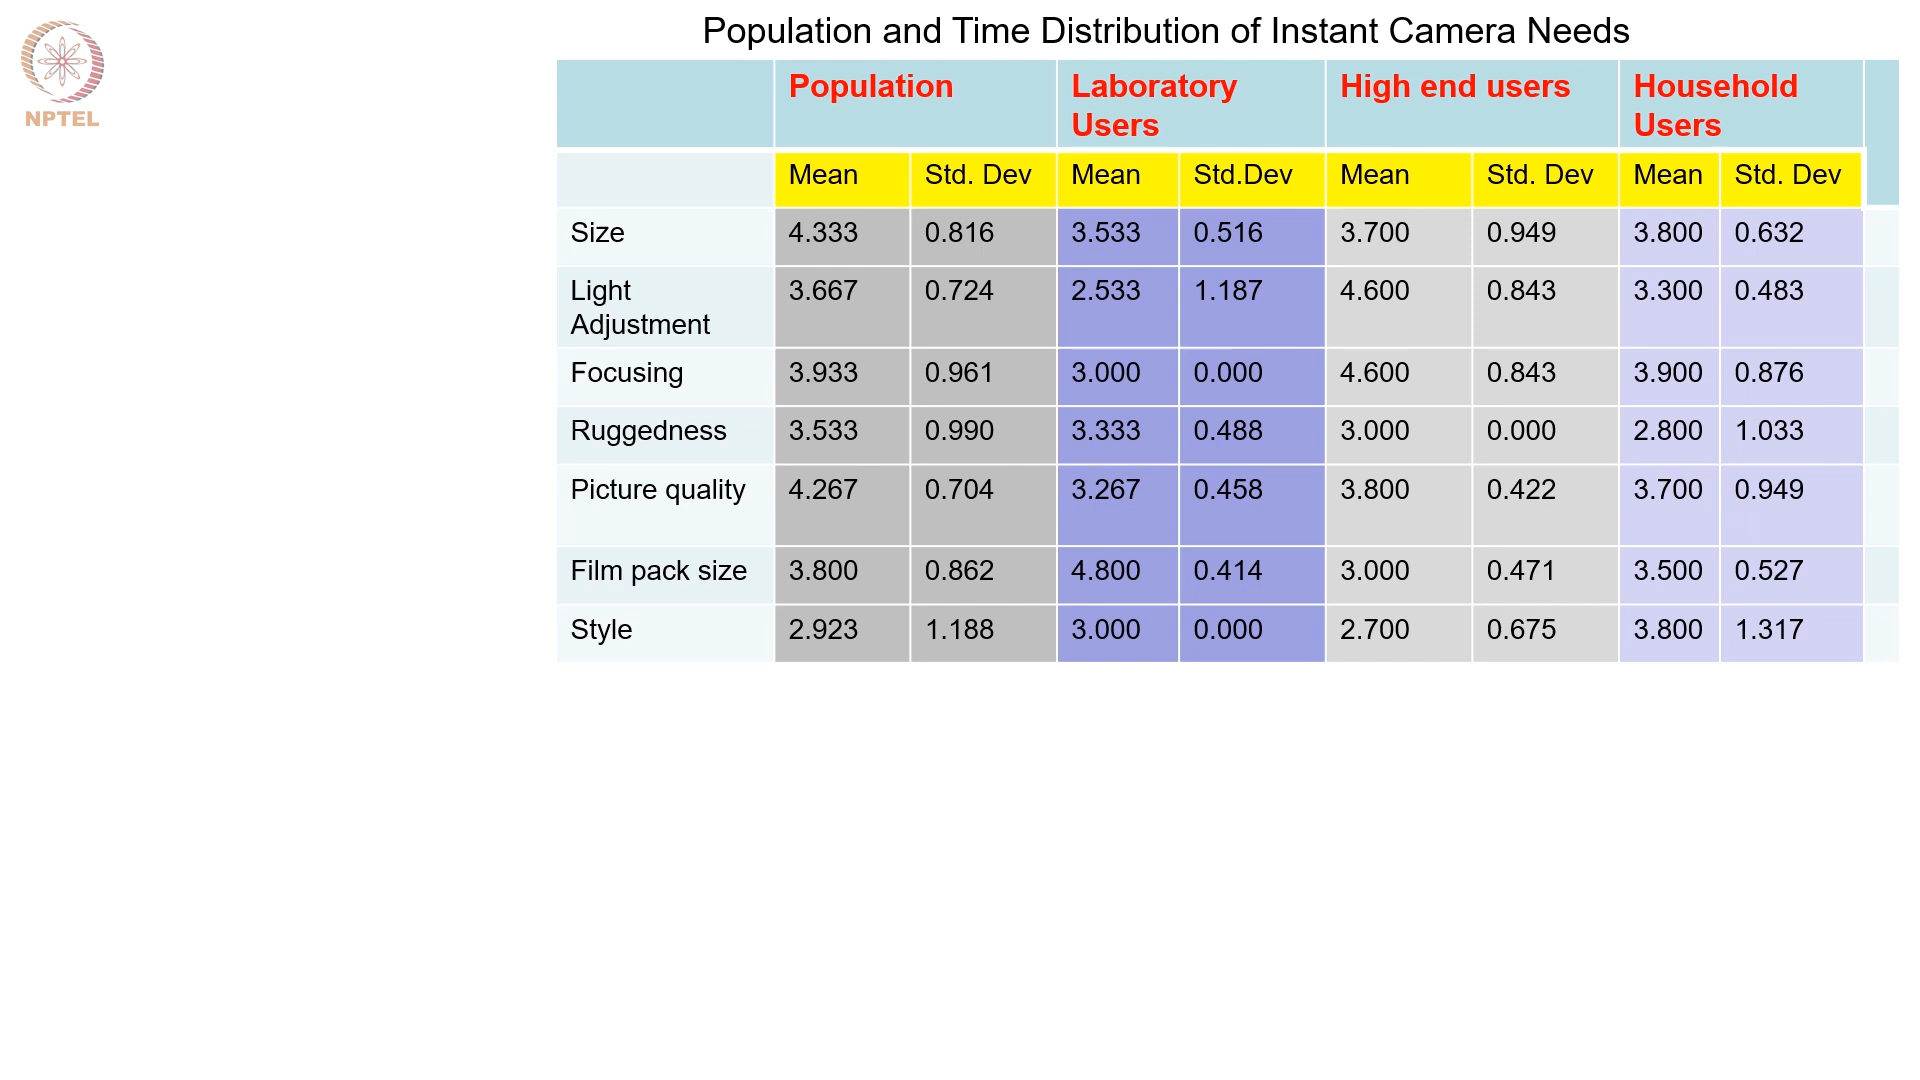 Population and Time Distribution of Instant Camera Needs
NPTEL
Population Laboratory Users High end users Household Users
Mean Std. Dev Mean Std.Dev Mean Std. Dev Mean Std. Dev
Size 4.333 0.816 3.533 0.516 3.700 0.949 3.800 0.632
Light Adjustment 3.667 0.724 2.533 1.187 4.600 0.843 3.300 0.483
Focusing 3.933 0.961 3.000 0.000 4.600 0.843 3.900 0.876
Ruggedness 3.533 0.990 3.333 0.488 3.000 0.000 2.800 1.033
Picture quality 4.267 0.704 3.267 0.458 3.800 0.422 3.700 0.949
Film pack size 3.800 0.862 4.800 0.414 3.000 0.471 3.500 0.527
Style 2.923 1.188 3.000 0.000 2.700 0.675 3.800 1.317